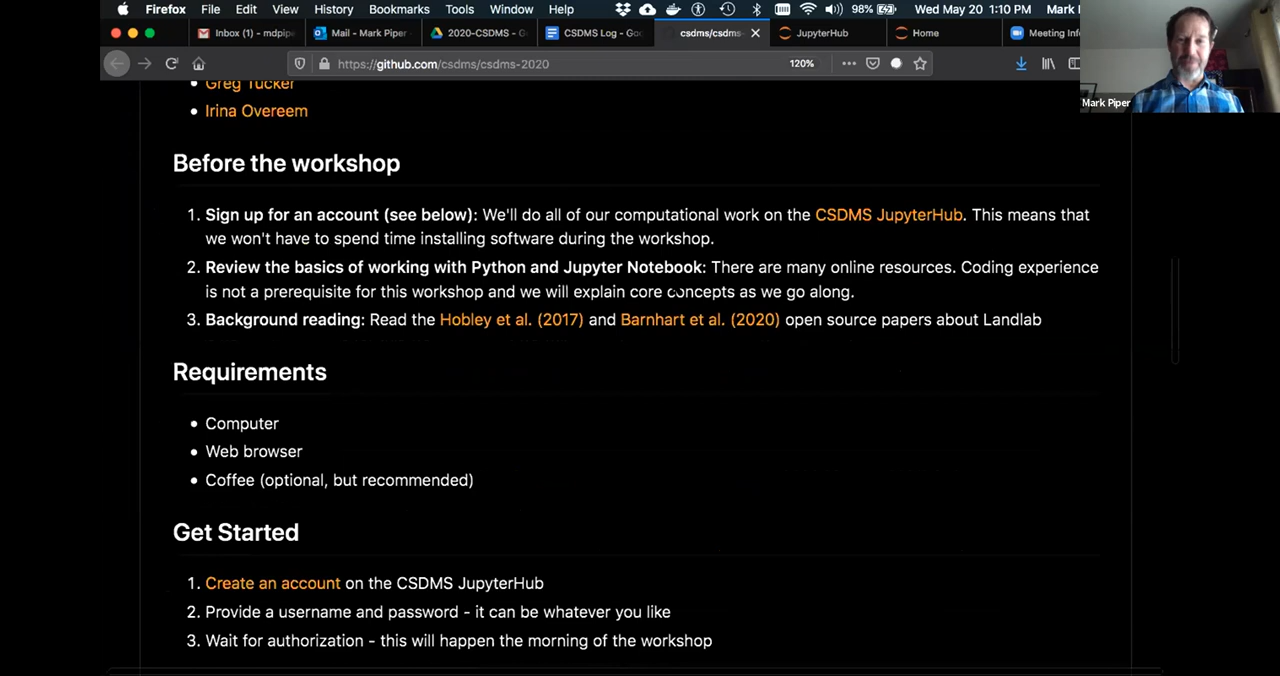 Firefox File Edit View History Bookmarks Tools Window Help 98% Wed May 20 1:10 PM Mark
Inbox (1) - mdpip Mail - Mark Piper 2020-CSDMS - G CSDMS Log - Goo csdms/csdms- JupyterHub Home Meeting Inf
https://github.com/csdms/csdms-2020 120%
Mark Piper
Greg Tucker
Irina Overeem
Before the workshop
1. Sign up for an account (see below): We'll do all of our computational work on the CSDMS JupyterHub. This means that
we won't have to spend time installing software during the workshop.
2. Review the basics of working with Python and Jupyter Notebook: There are many online resources. Coding experience
is not a prerequisite for this workshop and we will explain core concepts as we go along.
3. Background reading: Read the Hobley et al. (2017) and Barnhart et al. (2020) open source papers about Landlab
Requirements
Computer
Web browser
Coffee (optional, but recommended)
Get Started
1. Create an account on the CSDMS JupyterHub
2. Provide a username and password - it can be whatever you like
3. Wait for authorization - this will happen the morning of the workshop